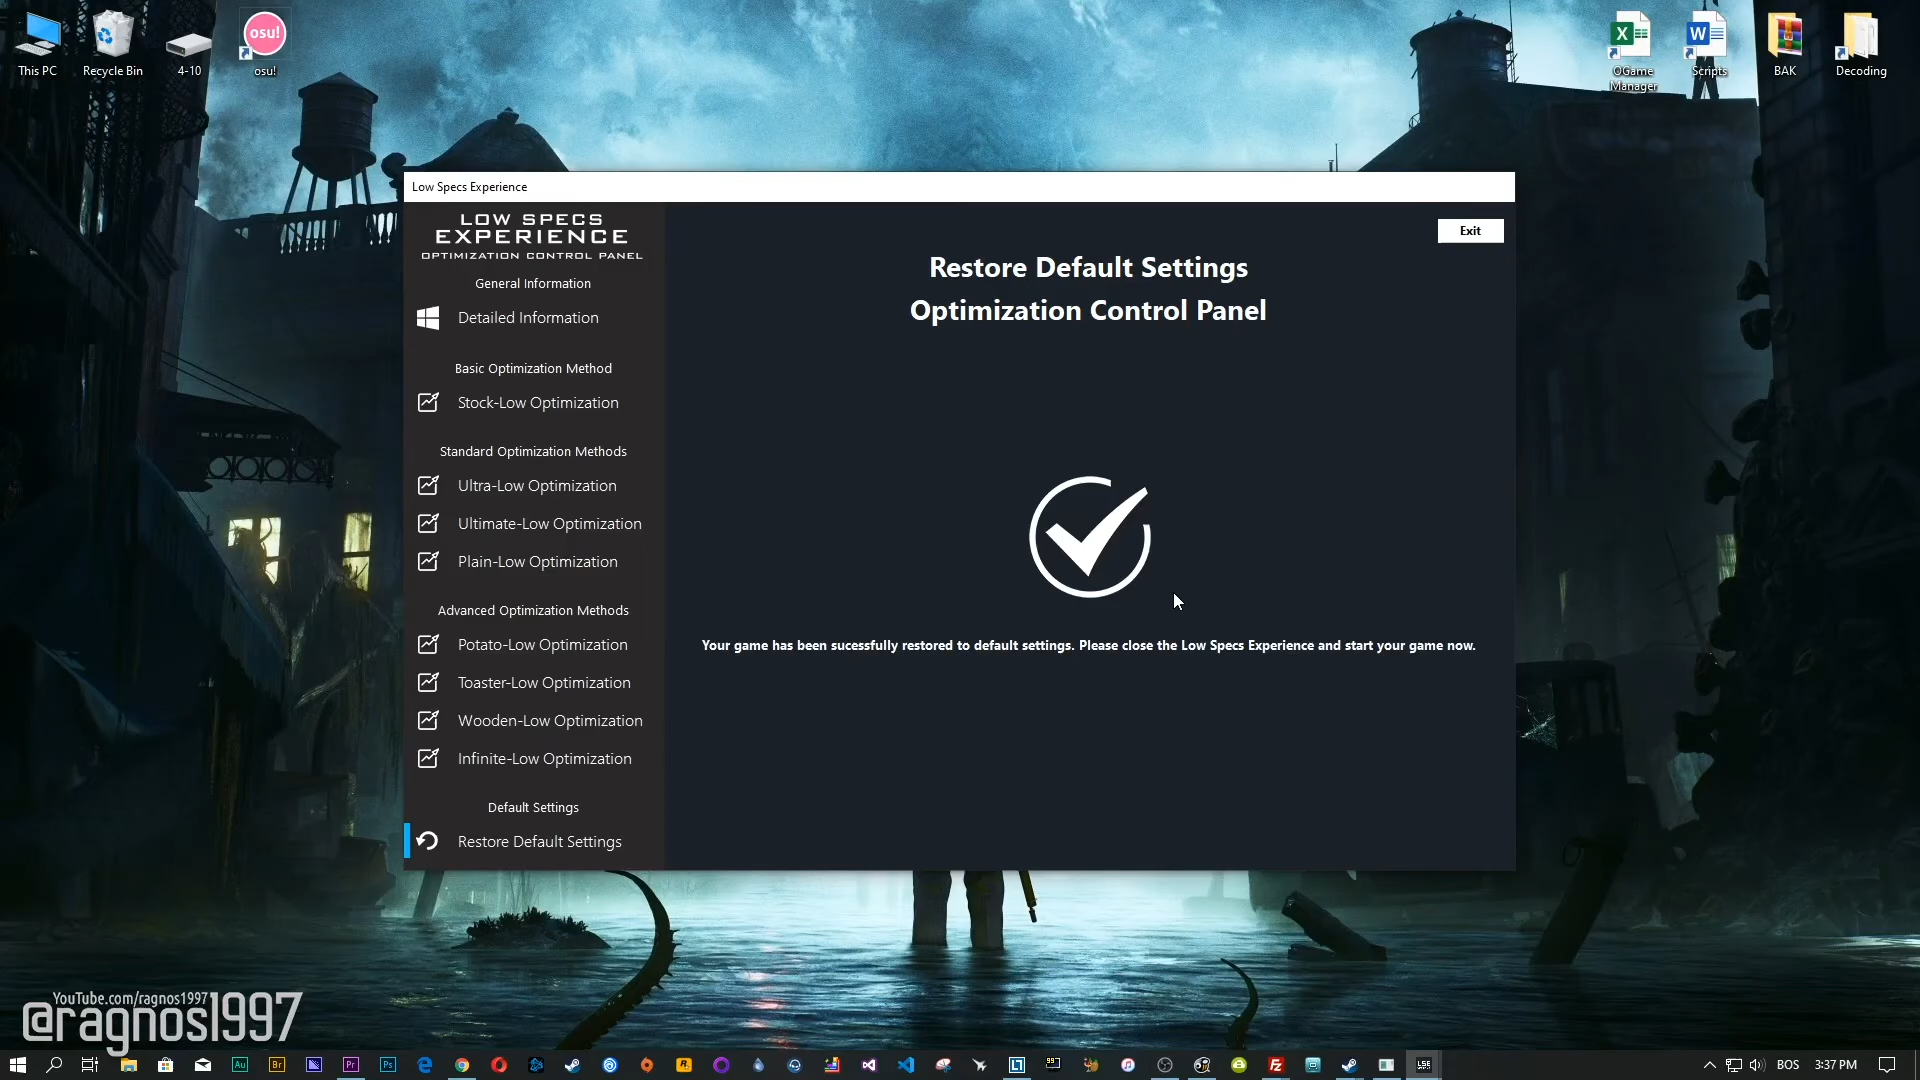 This PC
Recycle Bin
4-10
osu!
osu!
OGame
Manager
Scripts
BAK
Decoding
Low Specs Experience
LOW SPECS
EXPERIENCE
OPTIMIZATION CONTROL PANEL
General Information
Detailed Information
Basic Optimization Method
Stock-Low Optimization
Standard Optimization Methods
Ultra-Low Optimization
Ultimate-Low Optimization
Plain-Low Optimization
Advanced Optimization Methods
Potato-Low Optimization
Toaster-Low Optimization
Wooden-Low Optimization
Infinite-Low Optimization
Default Settings
Restore Default Settings
Exit
Restore Default Settings
Optimization Control Panel
Your game has been sucessfully restored to default settings. Please close the Low Specs Experience and start your game now.
YouTube.com/ragnos1997
@ragnos1997
Au
Br
Pr
Ps
LSE
BOS
3:37 PM